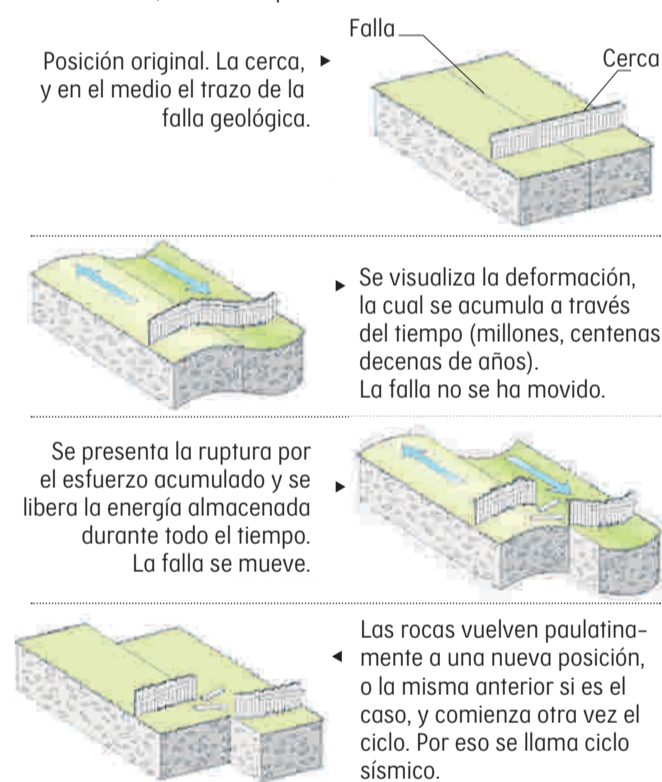 Falla
Cerca
Posición original. La cerca,
y en el medio el trazo de la
falla geológica.
Se visualiza la deformación,
la cual se acumula a través
del tiempo (millones, centenas
decenas de años).
La falla no se ha movido.
Se presenta la ruptura por
el esfuerzo acumulado y se
libera la energía almacenada
durante todo el tiempo.
La falla se mueve.
Las rocas vuelven paulatina-
mente a una nueva posición,
o la misma anterior si es el
caso, y comienza otra vez el
ciclo. Por eso se llama ciclo
sísmico.